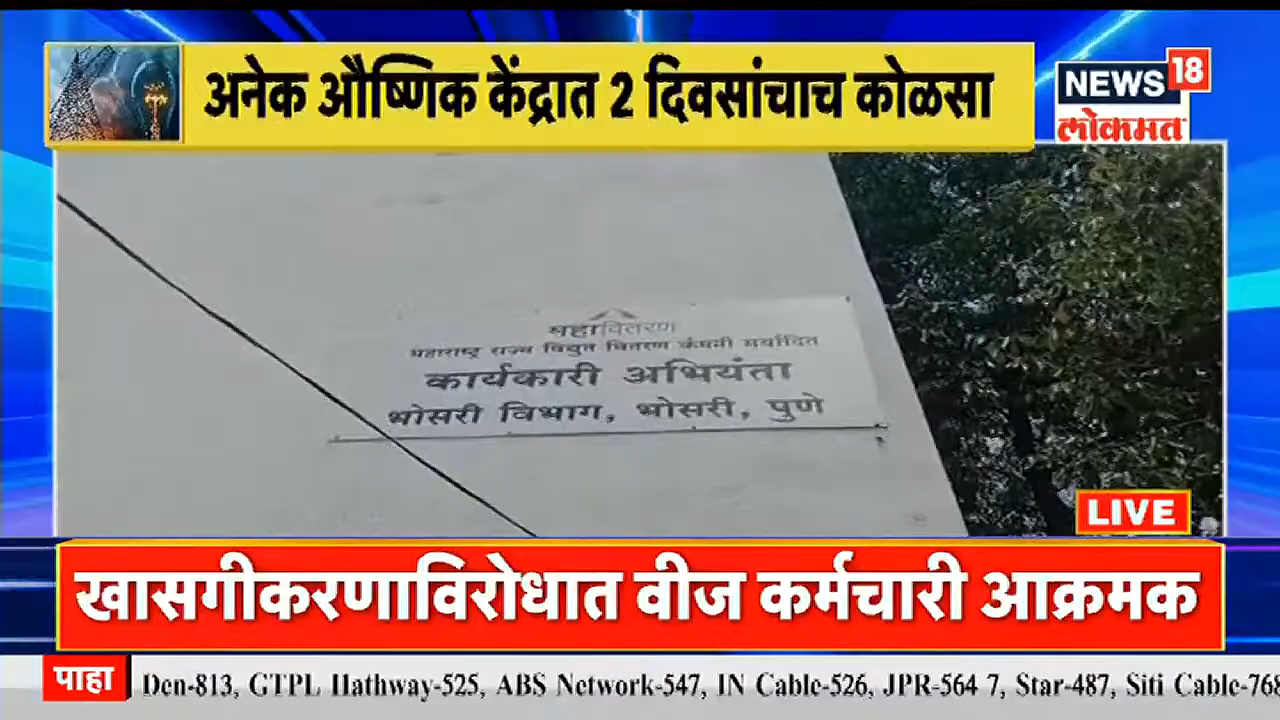 अनेक औष्णिक केंद्रात 2 दिवसांचाच कोळसा
NEWS 18
लोकमत
महावितरण
महाराष्ट्र राज्य विद्युत वितरण कंपनी मर्यादित
कार्यकारी अभियंता
भोसरी विभाग, भोसरी, पुणे
LIVE
खासगीकरणाविरोधात वीज कर्मचारी आक्रमक
पाहा Den-813, GTPL Hathway-525, ABS Network-547, IN Cable-526, JPR-564 7, Star-487, Siti Cable-768